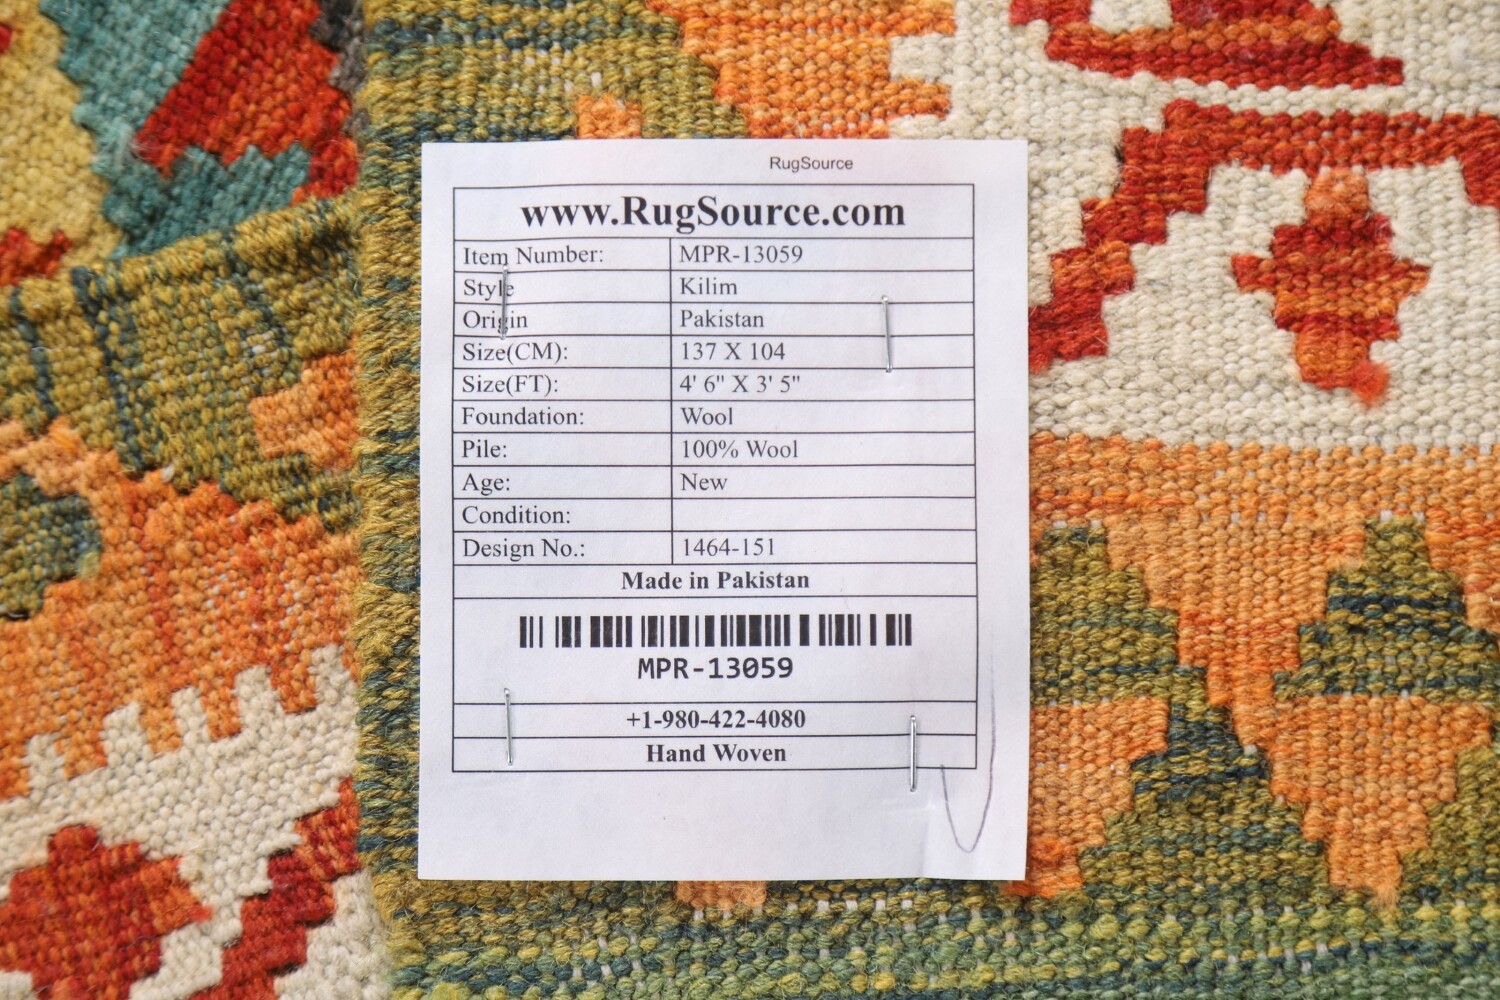 RugSource
www.RugSource.com
Item Number: MPR-13059
Style Kilim
Origin Pakistan
Size(CM): 137 X 104
Size(FT): 4' 6" X 3' 5"
Foundation: Wool
Pile: 100% Wool
Age: New
Condition:
Design No.: 1464-151
Made in Pakistan
MPR-13059
+1-980-422-4080
Hand Woven